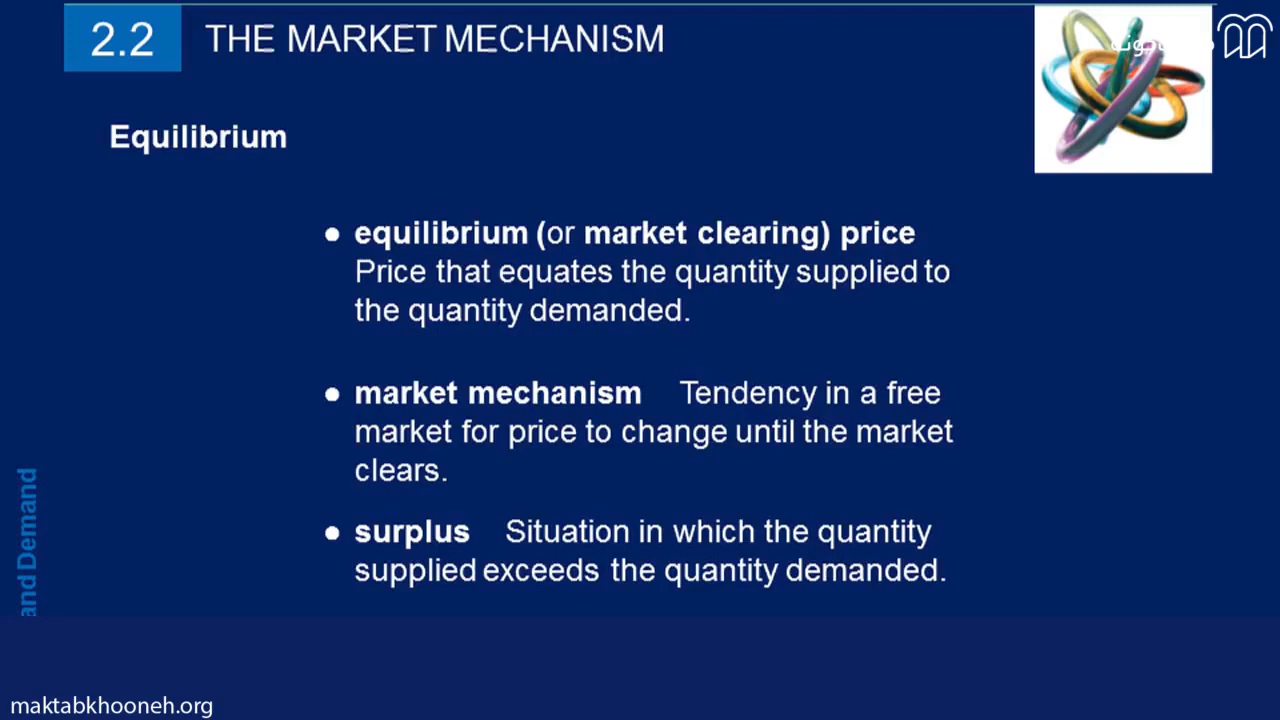 2.2 THE MARKET MECHANISM
Equilibrium
● equilibrium (or market clearing) price
Price that equates the quantity supplied to
the quantity demanded.
● market mechanism Tendency in a free
market for price to change until the market
clears.
● surplus Situation in which the quantity
supplied exceeds the quantity demanded.
and Demand
maktabkhooneh.org